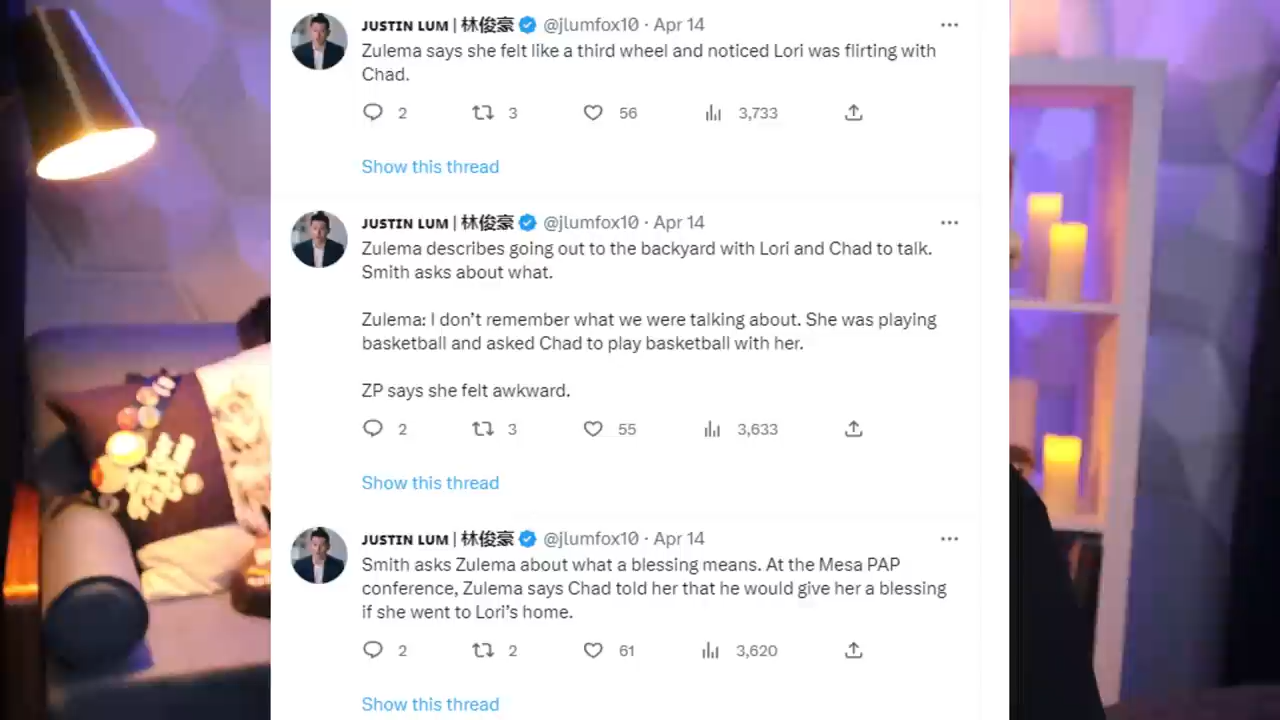 JUSTIN LUM | 林俊豪 @jlumfox10 · Apr 14
Zulema says she felt like a third wheel and noticed Lori was flirting with
Chad.
2 3 56 3,733
Show this thread
JUSTIN LUM | 林俊豪 @jlumfox10 · Apr 14
Zulema describes going out to the backyard with Lori and Chad to talk.
Smith asks about what.
Zulema: I don’t remember what we were talking about. She was playing
basketball and asked Chad to play basketball with her.
ZP says she felt awkward.
2 3 55 3,633
Show this thread
JUSTIN LUM | 林俊豪 @jlumfox10 · Apr 14
Smith asks Zulema about what a blessing means. At the Mesa PAP
conference, Zulema says Chad told her that he would give her a blessing
if she went to Lori’s home.
2 2 61 3,620
Show this thread